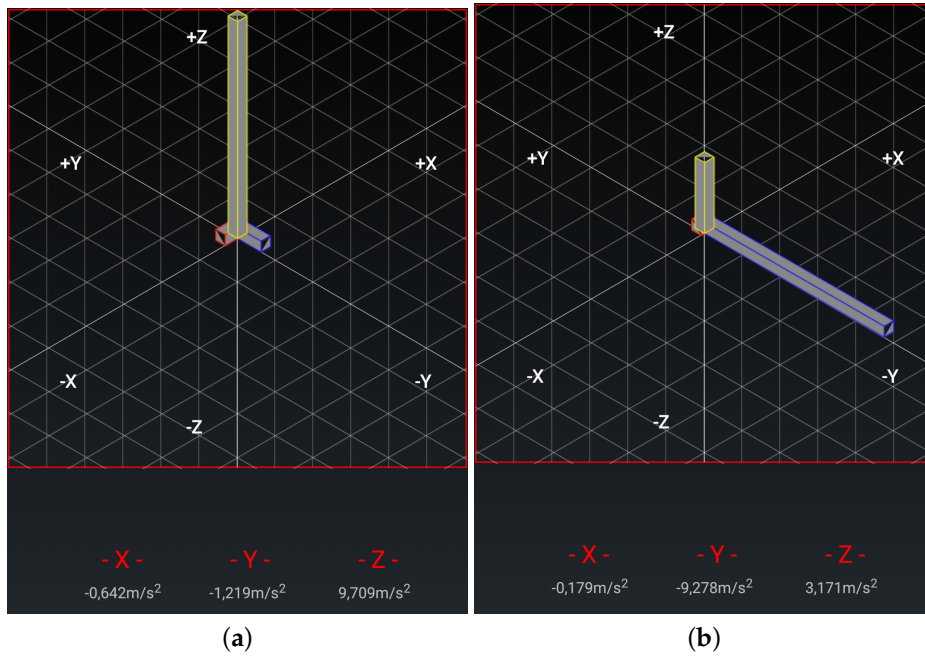 +Z
+Y
+X
-X
-Y
-Z
- X -
- Y -
- Z -
-0,642m/s²
-1,219m/s²
9,709m/s²
(a)
+Z
+Y
+X
-X
-Y
-Z
- X -
- Y -
- Z -
-0,179m/s²
-9,278m/s²
3,171m/s²
(b)